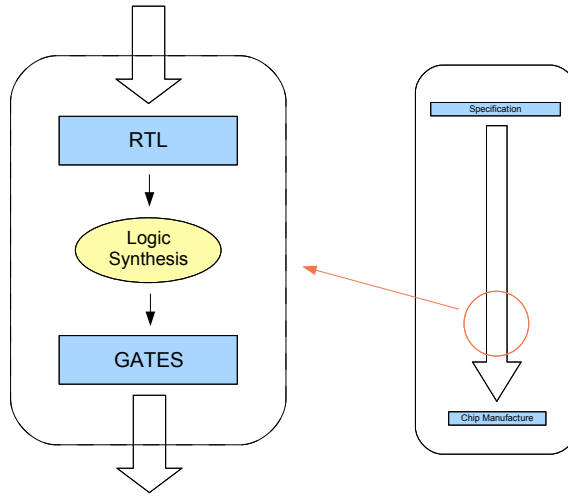 RTL
Logic
Synthesis
GATES
Specification
Chip Manufacture